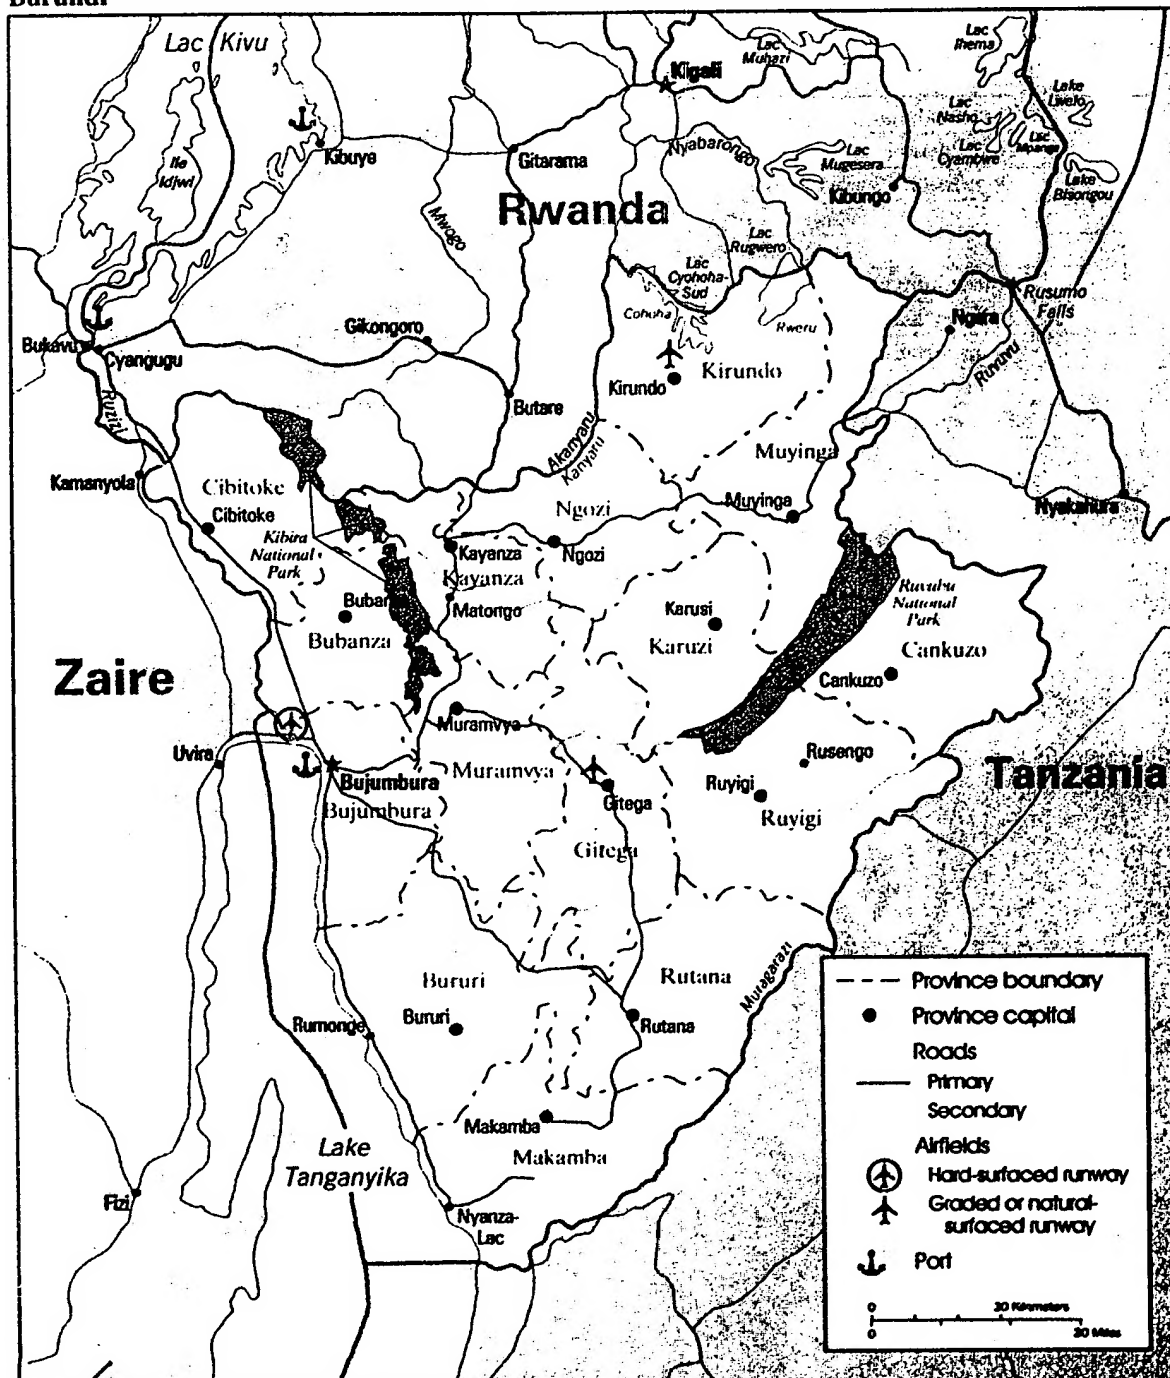 Burundi
Lac Kivu
Lac
Muhazi
Lac
Ihema
Kigali
Lake
Lwelo
Lac
Nasho
Lac
Mpanga
Lac
Cyambwe
Kibuye
Gitarama
Nyabarongo
Lac
Mugesera
Ile
Idjwi
Lake
Bisongou
Kibungo
Rwanda
Mwogo
Lac
Rugwero
Lac
Cyohoha-
Sud
Rusumo
Falls
Cohoha
Rweru
Ngara
Gikongoro
Bukavu
Cyangugu
Ruvuvu
Kirundo
Kirundo
Ruzizi
Butare
Akanyaru
Kanyaru
Muyinga
Kamanyola
Cibitoke
Ngozi
Muyinga
Nyakahura
Cibitoke
Kibira
National
Park
Kayanza
Ngozi
Kayanza
Ruvubu
National
Park
Bubanza
Matongo
Karusi
Bubanza
Karuzi
Cankuzo
Zaire
Cankuzo
Muramvya
Uvira
Bujumbura
Muramvya
Rusengo
Tanzania
Bujumbura
Gitega
Ruyigi
Ruyigi
Gitega
Muragarazi
Bururi
Rutana
Bururi
Rumonge
Rutana
Makamba
Makamba
Lake
Tanganyika
Fizi
Nyanza-
Lac
Province boundary
Province capital
Roads
Primary
Secondary
Airfields
Hard-surfaced runway
Graded or natural-
surfaced runway
Port
0 30 Kilometers
0 30 Miles